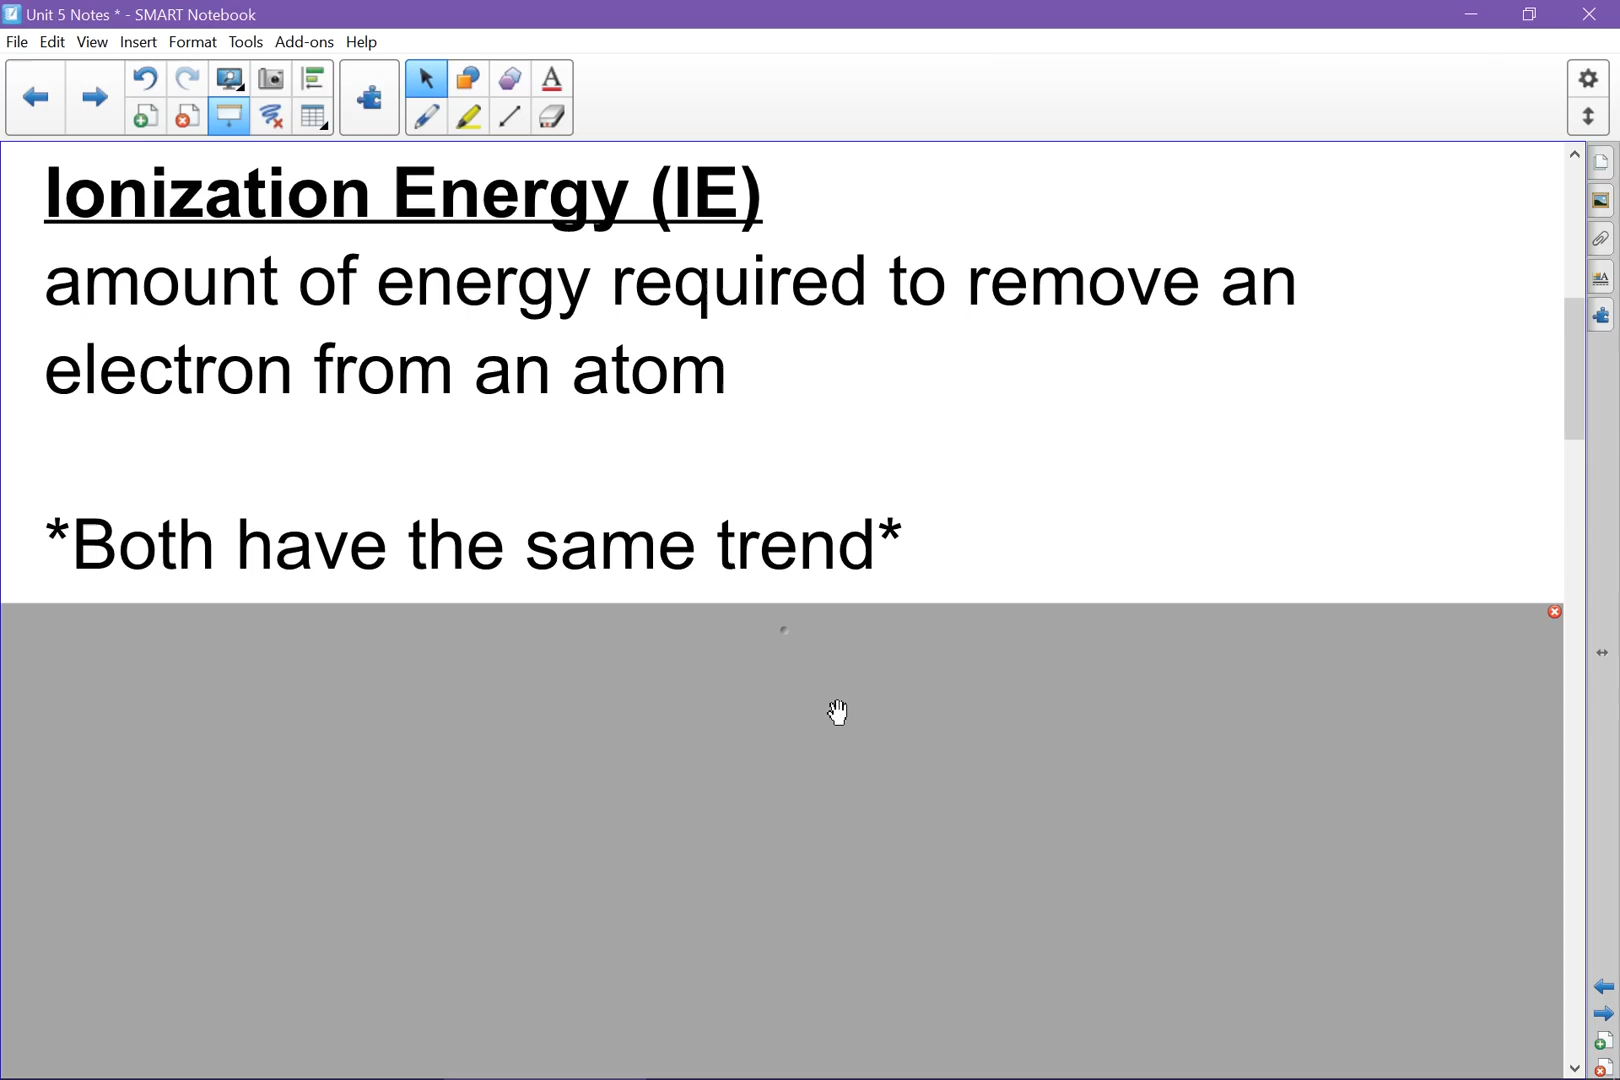 Unit 5 Notes * - SMART Notebook
File Edit View Insert Format Tools Add-ons Help
Ionization Energy (IE)
amount of energy required to remove an
electron from an atom
*Both have the same trend*